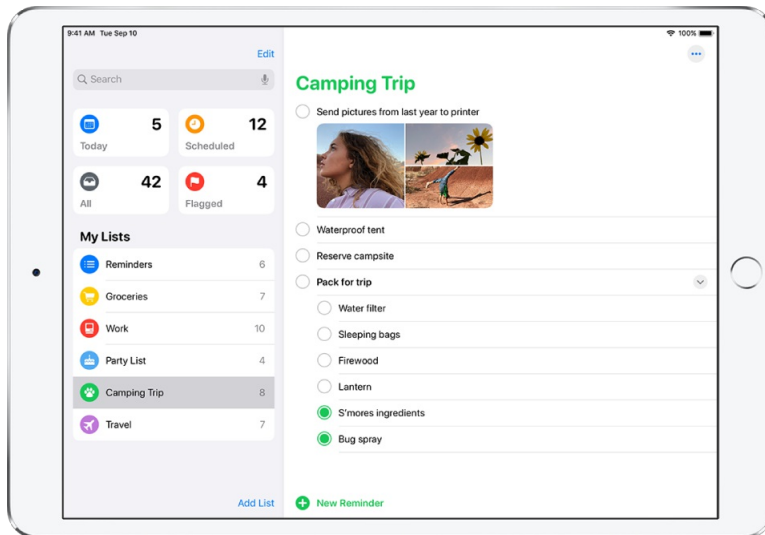 9:41 AM Tue Sep 10
100%
Edit
Search
5
Today
12
Scheduled
42
All
4
Flagged
My Lists
Reminders 6
Groceries 7
Work 10
Party List 4
Camping Trip 8
Travel 7
Add List
Camping Trip
Send pictures from last year to printer
Waterproof tent
Reserve campsite
Pack for trip
Water filter
Sleeping bags
Firewood
Lantern
S'mores ingredients
Bug spray
New Reminder